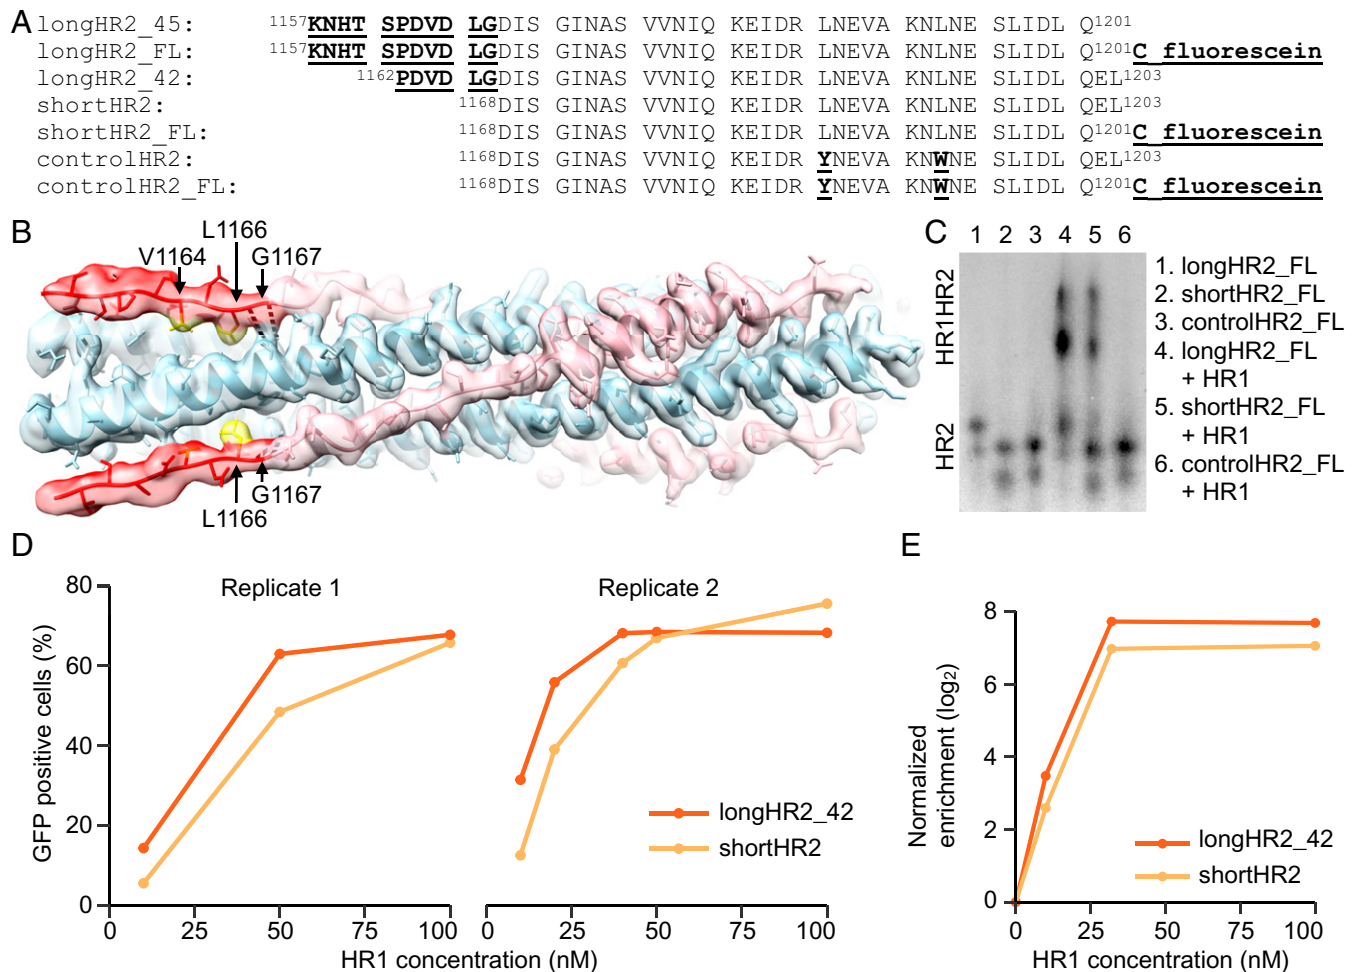 A
longHR2_45: 1157KNHT SPDVD LGDIS GINAS VVNIQ KEIDR LNEVA KNLNE SLIDL Q1201
longHR2_FL: 1157KNHT SPDVD LGDIS GINAS VVNIQ KEIDR LNEVA KNLNE SLIDL Q1201C_fluorescein
longHR2_42: 1162PDVD LGDIS GINAS VVNIQ KEIDR LNEVA KNLNE SLIDL QEL1203
shortHR2: 1168DIS GINAS VVNIQ KEIDR LNEVA KNLNE SLIDL QEL1203
shortHR2_FL: 1168DIS GINAS VVNIQ KEIDR LNEVA KNLNE SLIDL Q1201C_fluorescein
controlHR2: 1168DIS GINAS VVNIQ KEIDR YNEVA KNWNE SLIDL QEL1203
controlHR2_FL: 1168DIS GINAS VVNIQ KEIDR YNEVA KNWNE SLIDL Q1201C_fluorescein
B
L1166
V1164 G1167
G1167
L1166
C
1 2 3 4 5 6
HR1HR2
HR2
1. longHR2_FL
2. shortHR2_FL
3. controlHR2_FL
4. longHR2_FL
+ HR1
5. shortHR2_FL
+ HR1
6. controlHR2_FL
+ HR1
D
Replicate 1 Replicate 2
GFP positive cells (%)
80
60
40
20
0
longHR2_42
shortHR2
0 25 50 75 100
0 25 50 75 100
HR1 concentration (nM)
E
Normalized
enrichment (log2)
8
6
4
2
0
longHR2_42
shortHR2
0 25 50 75 100
HR1 concentration (nM)